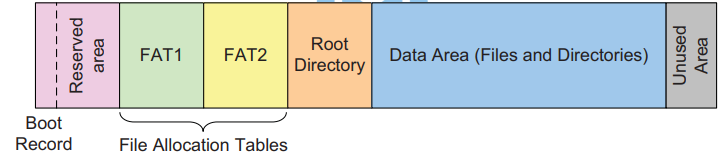 Reserved
area
FAT1
FAT2
Root
Directory
Data Area (Files and Directories)
Unused
Area
Boot
Record
File Allocation Tables